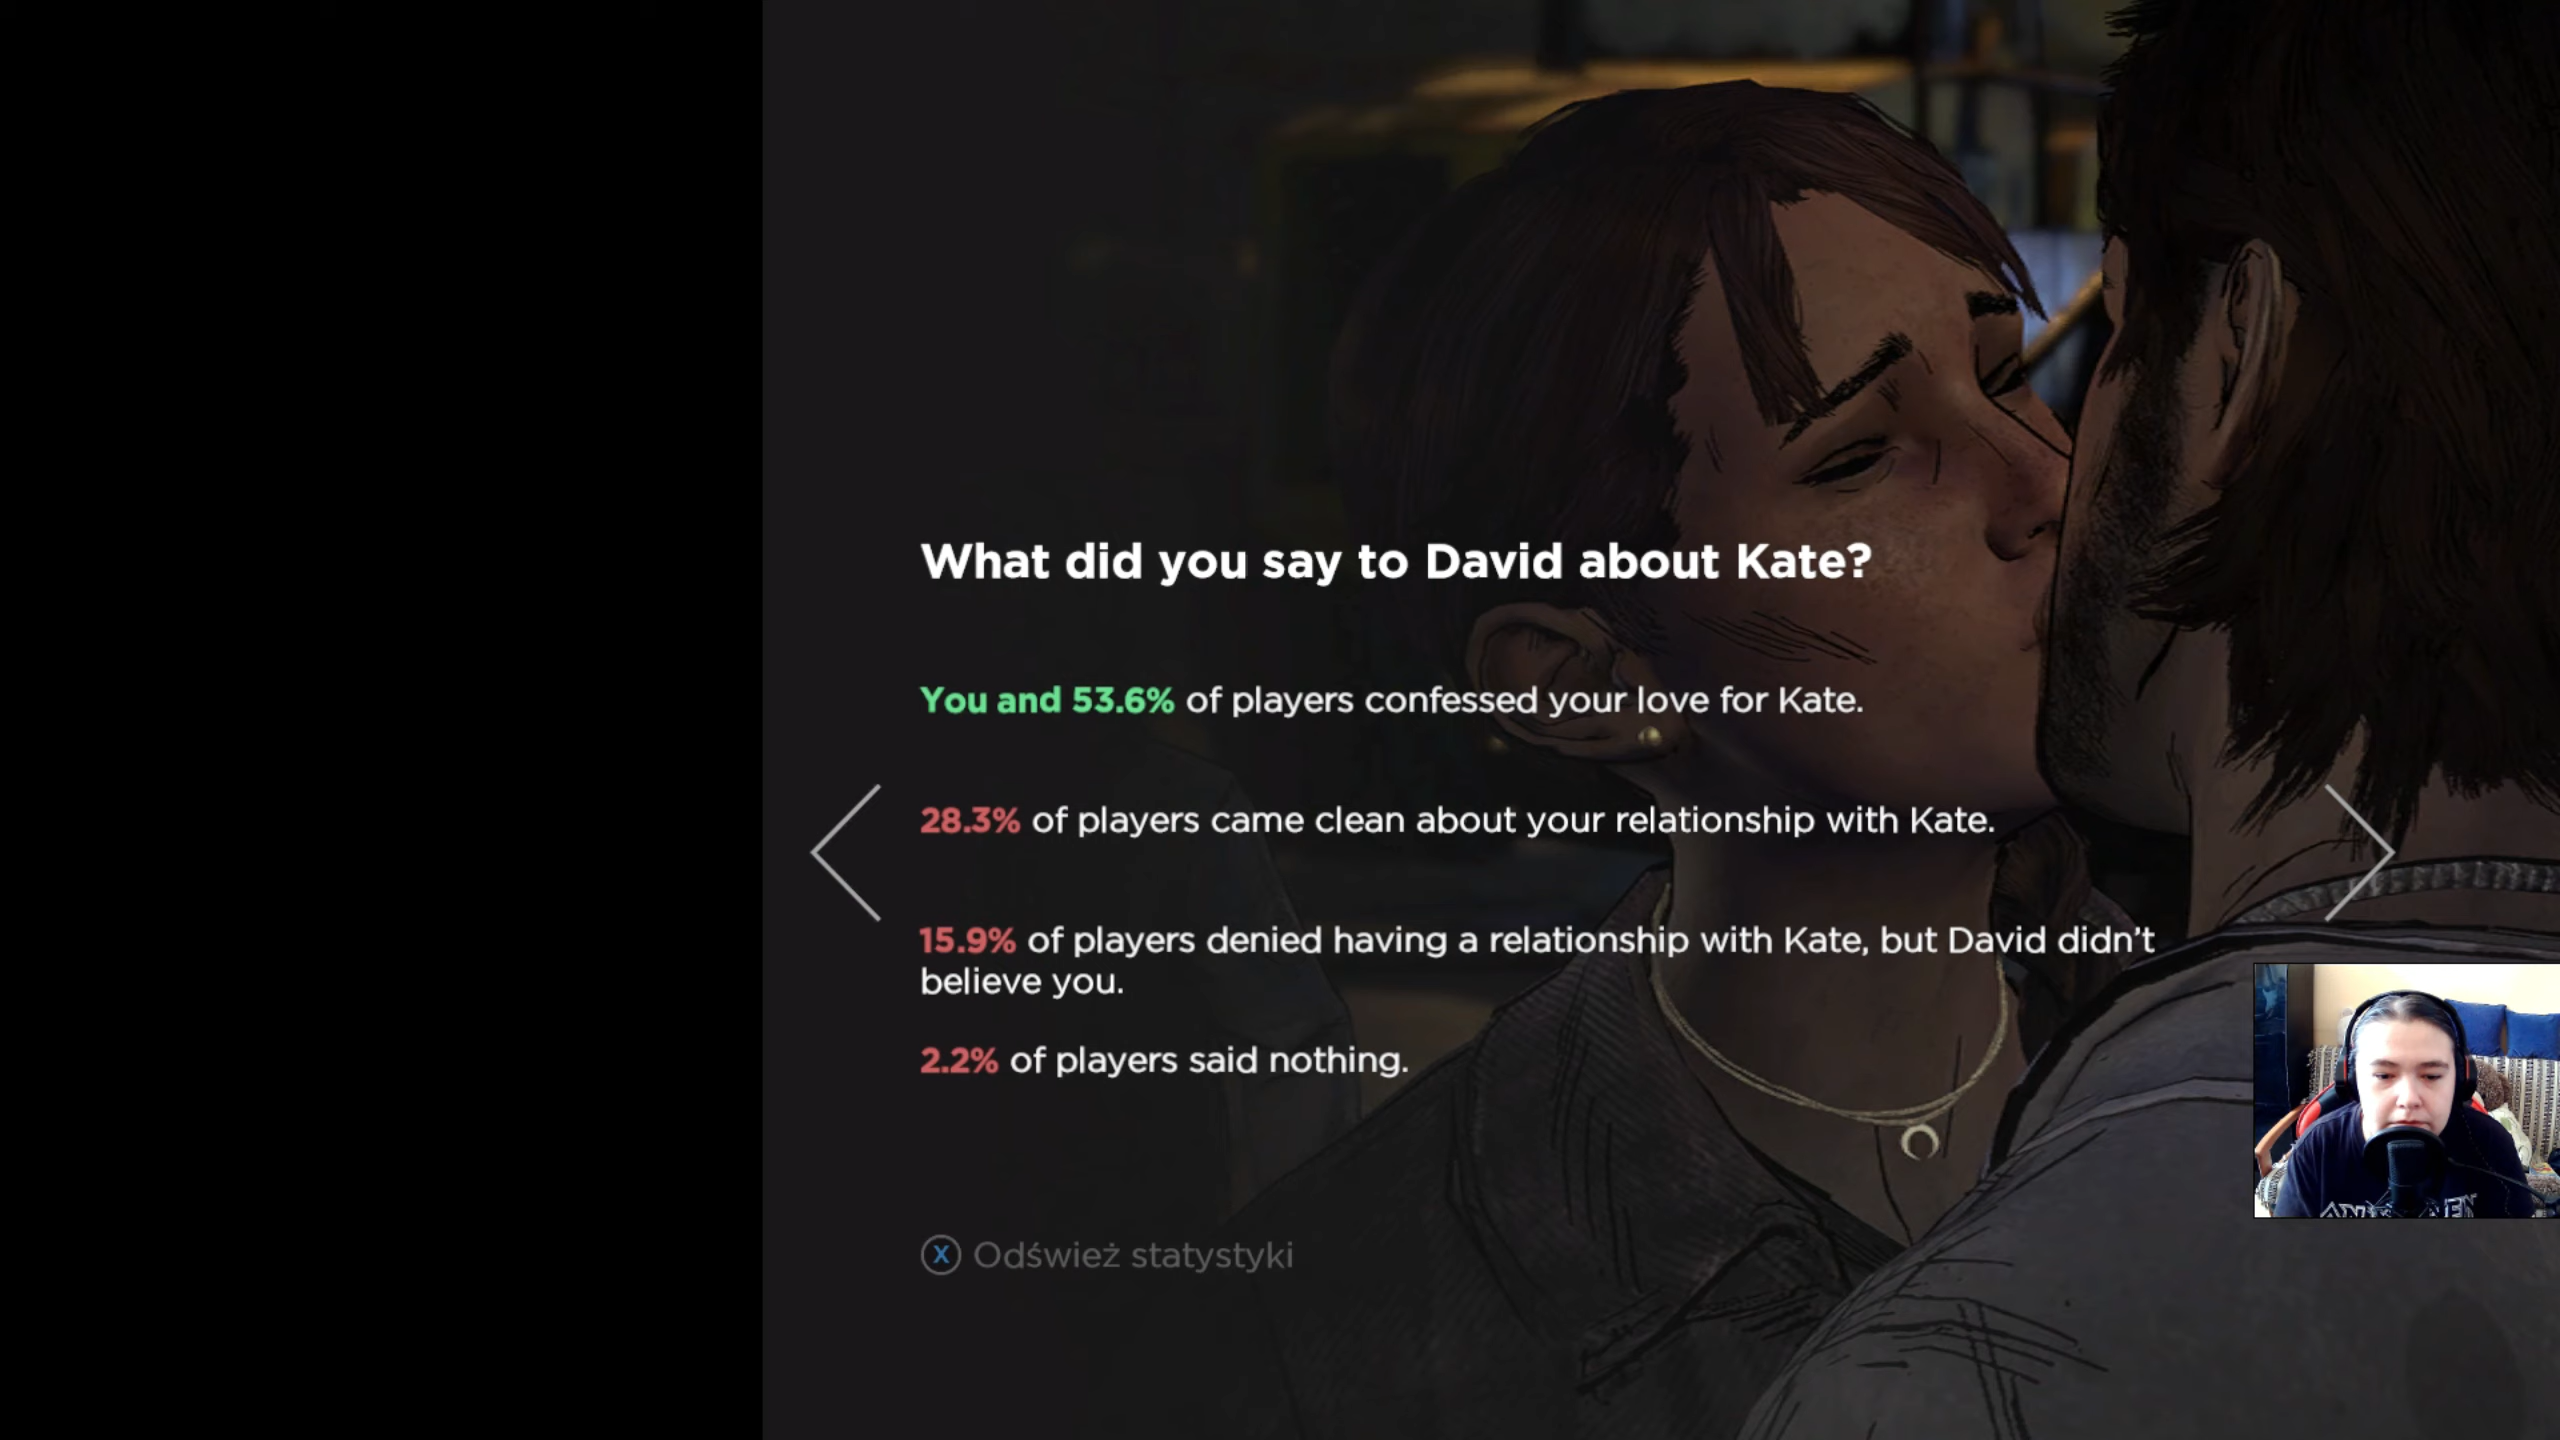 What did you say to David about Kate?
You and 53.6% of players confessed your love for Kate.
28.3% of players came clean about your relationship with Kate.
15.9% of players denied having a relationship with Kate, but David didn't
believe you.
2.2% of players said nothing.
X Odśwież statystyki